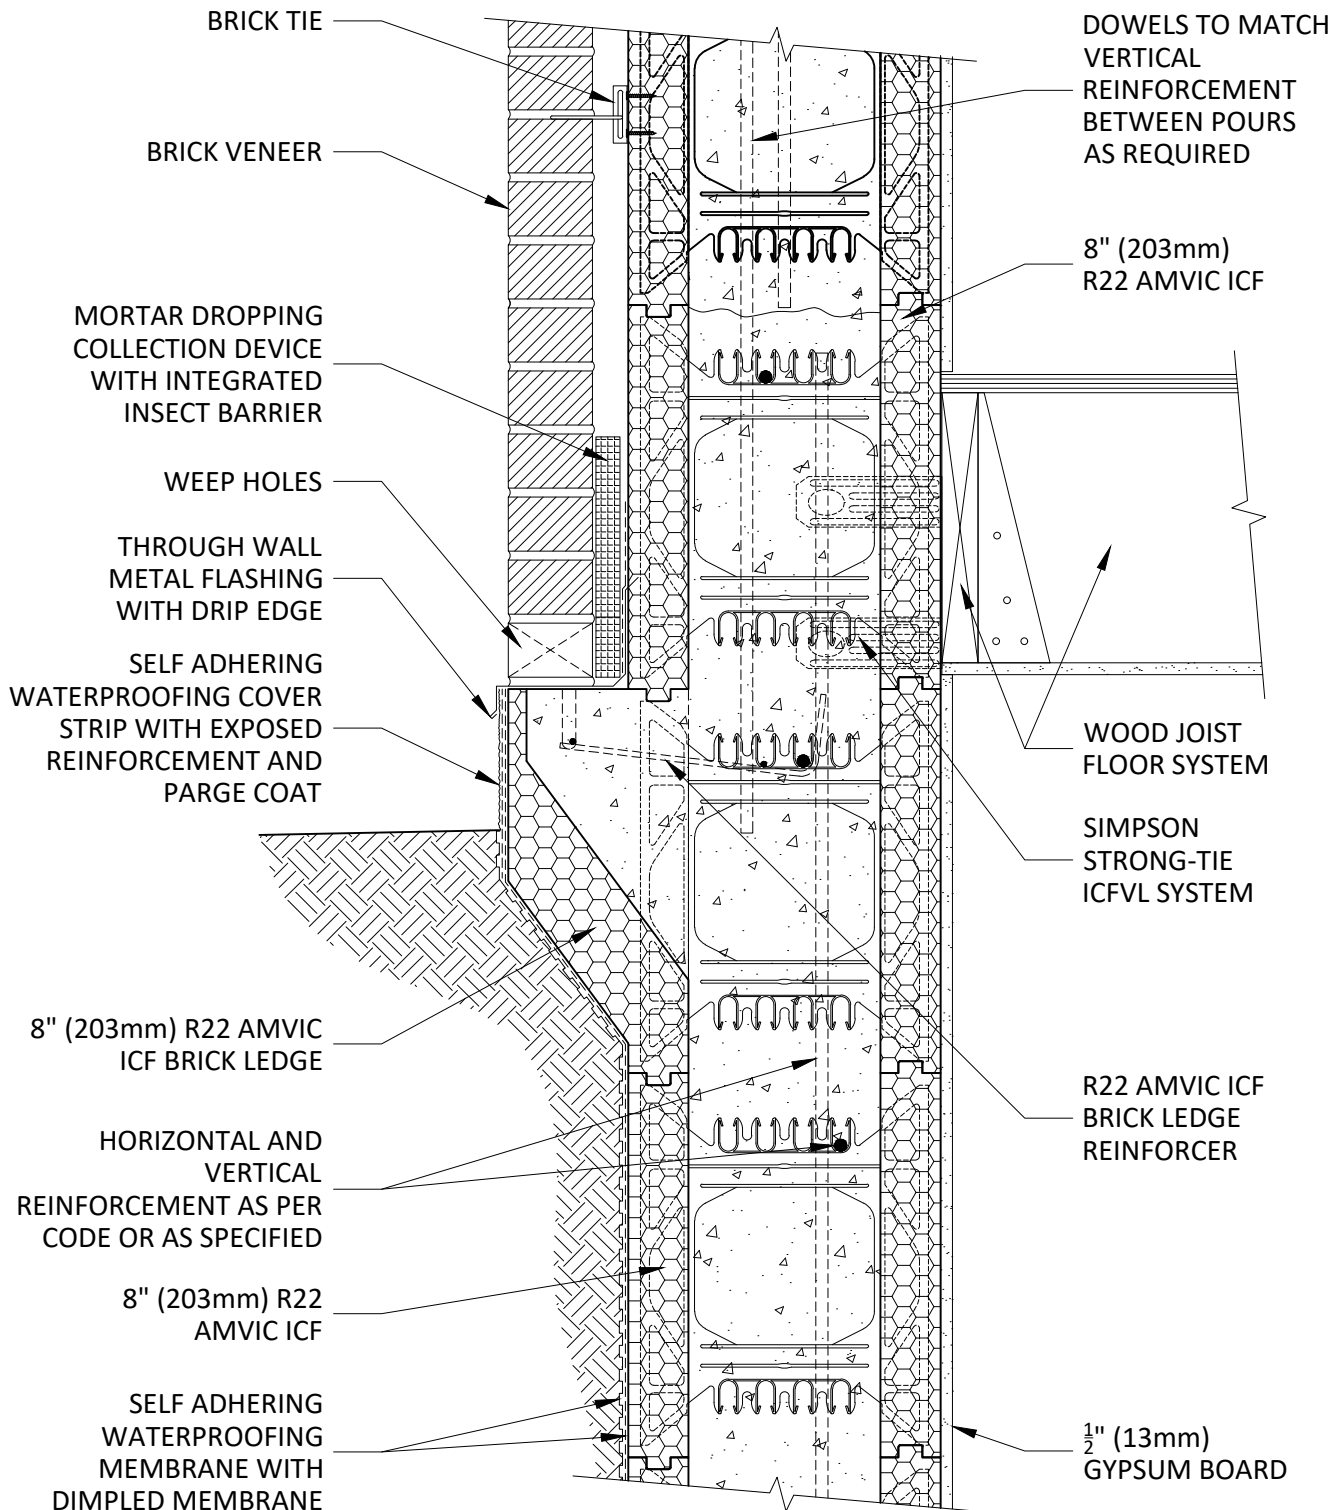 BRICK TIE
BRICK VENEER
MORTAR DROPPING
COLLECTION DEVICE
WITH INTEGRATED
INSECT BARRIER
WEEP HOLES
THROUGH WALL
METAL FLASHING
WITH DRIP EDGE
SELF ADHERING
WATERPROOFING COVER
STRIP WITH EXPOSED
REINFORCEMENT AND
PARGE COAT
8" (203mm) R22 AMVIC
ICF BRICK LEDGE
HORIZONTAL AND
VERTICAL
REINFORCEMENT AS PER
CODE OR AS SPECIFIED
8" (203mm) R22
AMVIC ICF
SELF ADHERING
WATERPROOFING
MEMBRANE WITH
DIMPLED MEMBRANE
DOWELS TO MATCH
VERTICAL
REINFORCEMENT
BETWEEN POURS
AS REQUIRED
8" (203mm)
R22 AMVIC ICF
WOOD JOIST
FLOOR SYSTEM
SIMPSON
STRONG-TIE
ICFVL SYSTEM
R22 AMVIC ICF
BRICK LEDGE
REINFORCER
½" (13mm)
GYPSUM BOARD